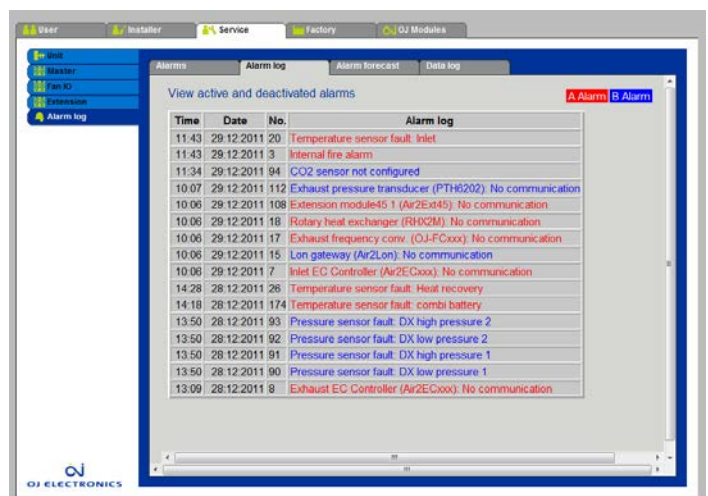 User Installer Service Factory OJ Modules
Unit
Master
Fan IO
Extension
Alarm log
Alarms Alarm log Alarm forecast Data log
View active and deactivated alarms A Alarm B Alarm
Time Date No. Alarm log
11:43 29.12.2011 20 Temperature sensor fault: Inlet
11:43 29.12.2011 3 Internal fire alarm
11:34 29.12.2011 94 CO2 sensor not configured
10:07 29.12.2011 112 Exhaust pressure transducer (PTH6202): No communication
10:06 29.12.2011 108 Extension module45 1 (Air2Ext45): No communication
10:06 29.12.2011 18 Rotary heat exchanger (RHX2M): No communication
10:06 29.12.2011 17 Exhaust frequency conv. (OJ-FCxxx): No communication
10:06 29.12.2011 15 Lon gateway (Air2Lon): No communication
10:06 29.12.2011 7 Inlet EC Controller (Air2ECxxx): No communication
14:28 28.12.2011 26 Temperature sensor fault: Heat recovery
14:18 28.12.2011 174 Temperature sensor fault: combi battery
13:50 28.12.2011 93 Pressure sensor fault: DX high pressure 2
13:50 28.12.2011 92 Pressure sensor fault: DX low pressure 2
13:50 28.12.2011 91 Pressure sensor fault: DX high pressure 1
13:50 28.12.2011 90 Pressure sensor fault: DX low pressure 1
13:09 28.12.2011 8 Exhaust EC Controller (Air2ECxxx): No communication
OJ ELECTRONICS